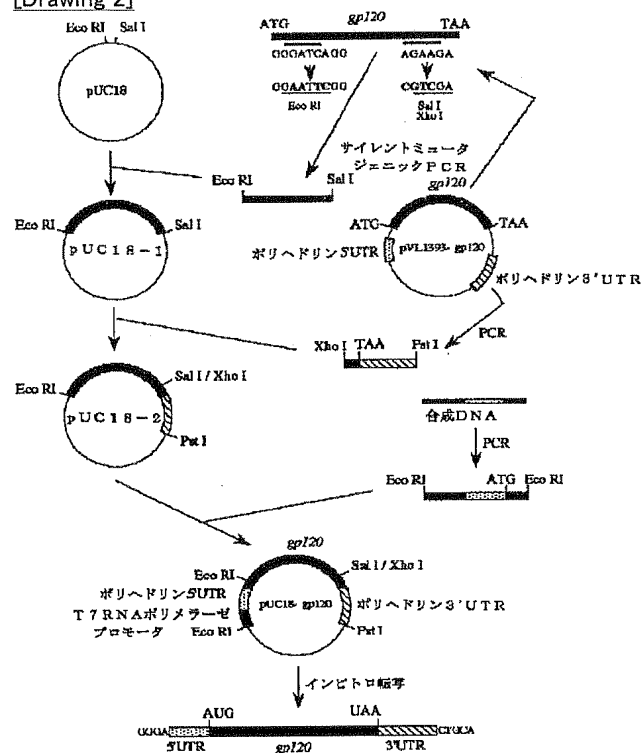 [Drawing 2]
ATG gp120 TAA
Eco RI Sal I
GGGATCAGG AGAAGA
pUC18
GGAATTCGG CGTCGA
Eco RI Sal I
Xho I
サイレントミュータ
ジェニックPCR
Eco RI Sal I
gp120
Eco RI Sal I
ATG TAA
pUC18-1
ポリヘドリン5'UTR pVL1393-gp120
ポリヘドリン3'UTR
PCR
Xho I TAA Pst I
Sal I/Xho I
Eco RI
pUC18-2
Pst I
合成DNA
PCR
Eco RI ATG Eco RI
gp120
Eco RI Sal I/Xho I
ポリヘドリン5'UTR
T7RNAポリメラーゼ
プロモータ
pUC18-gp120
ポリヘドリン3'UTR
Eco RI Pst I
インビトロ転写
AUG UAA
GGGA CTGCA
5'UTR gp120 3'UTR